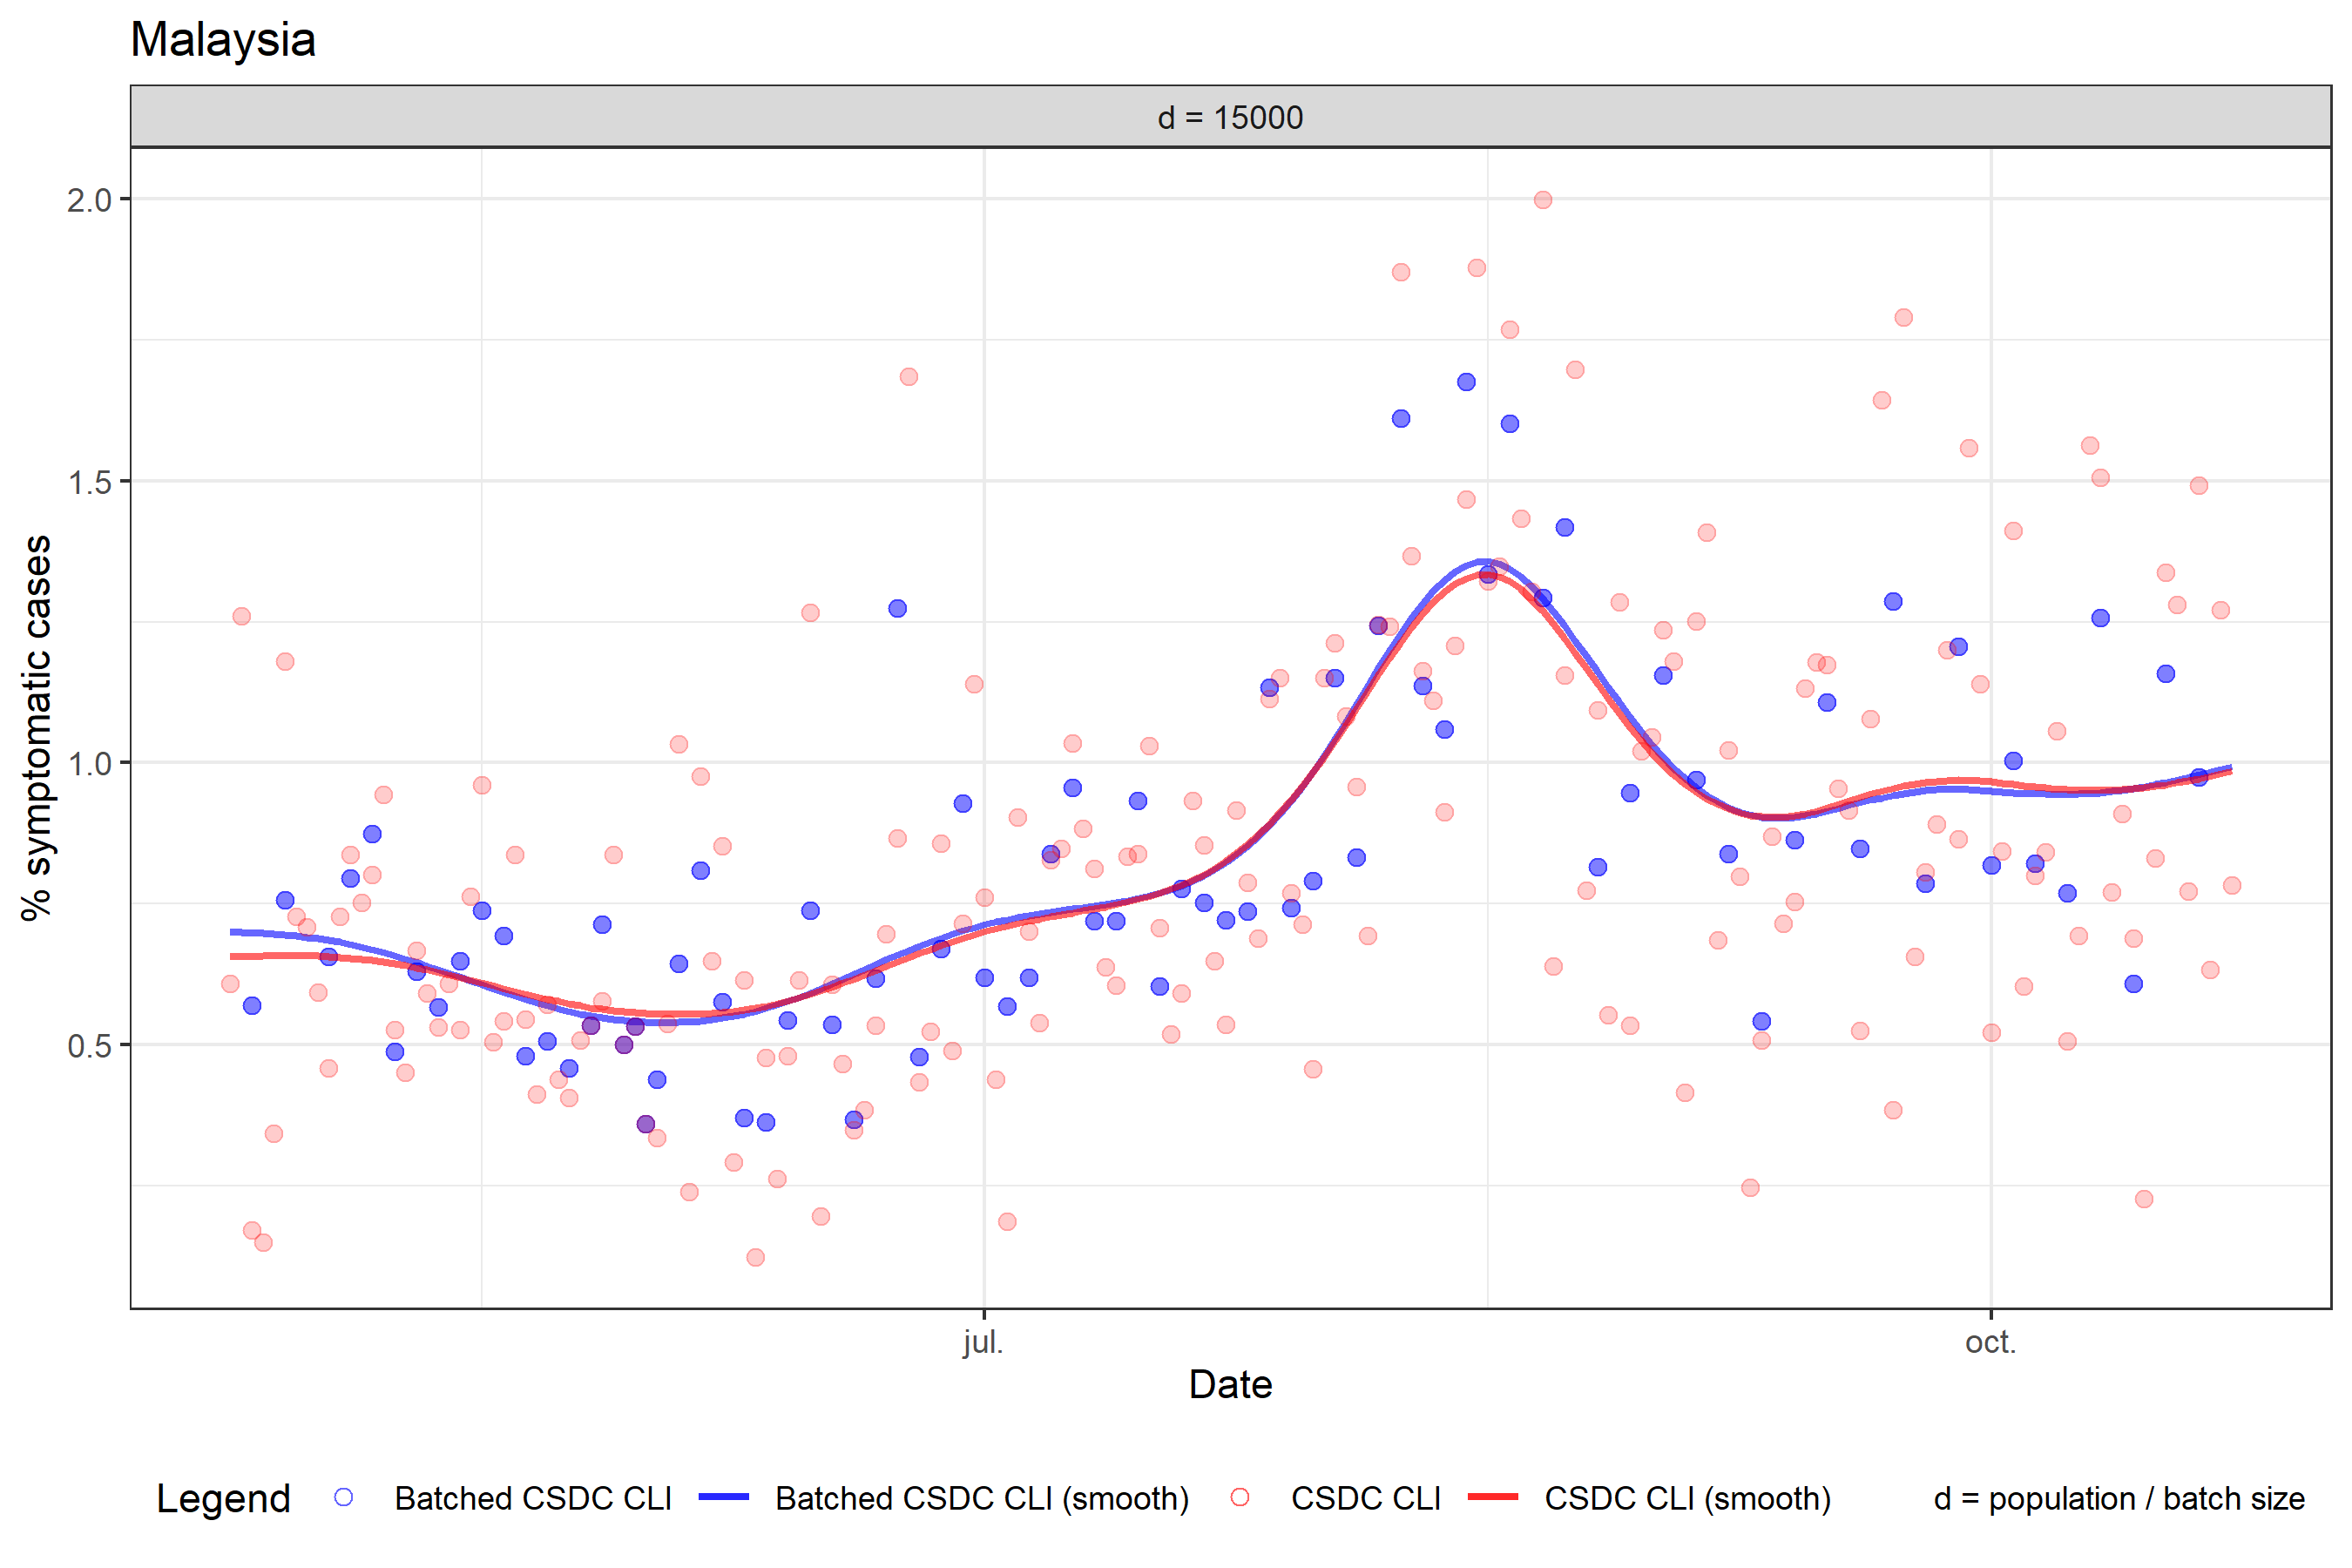 Malaysia
d = 15000
2.0
1.5
1.0
0.5
% symptomatic cases
jul.
oct.
Date
Legend
Batched CSDC CLI
Batched CSDC CLI (smooth)
CSDC CLI
CSDC CLI (smooth)
d = population / batch size